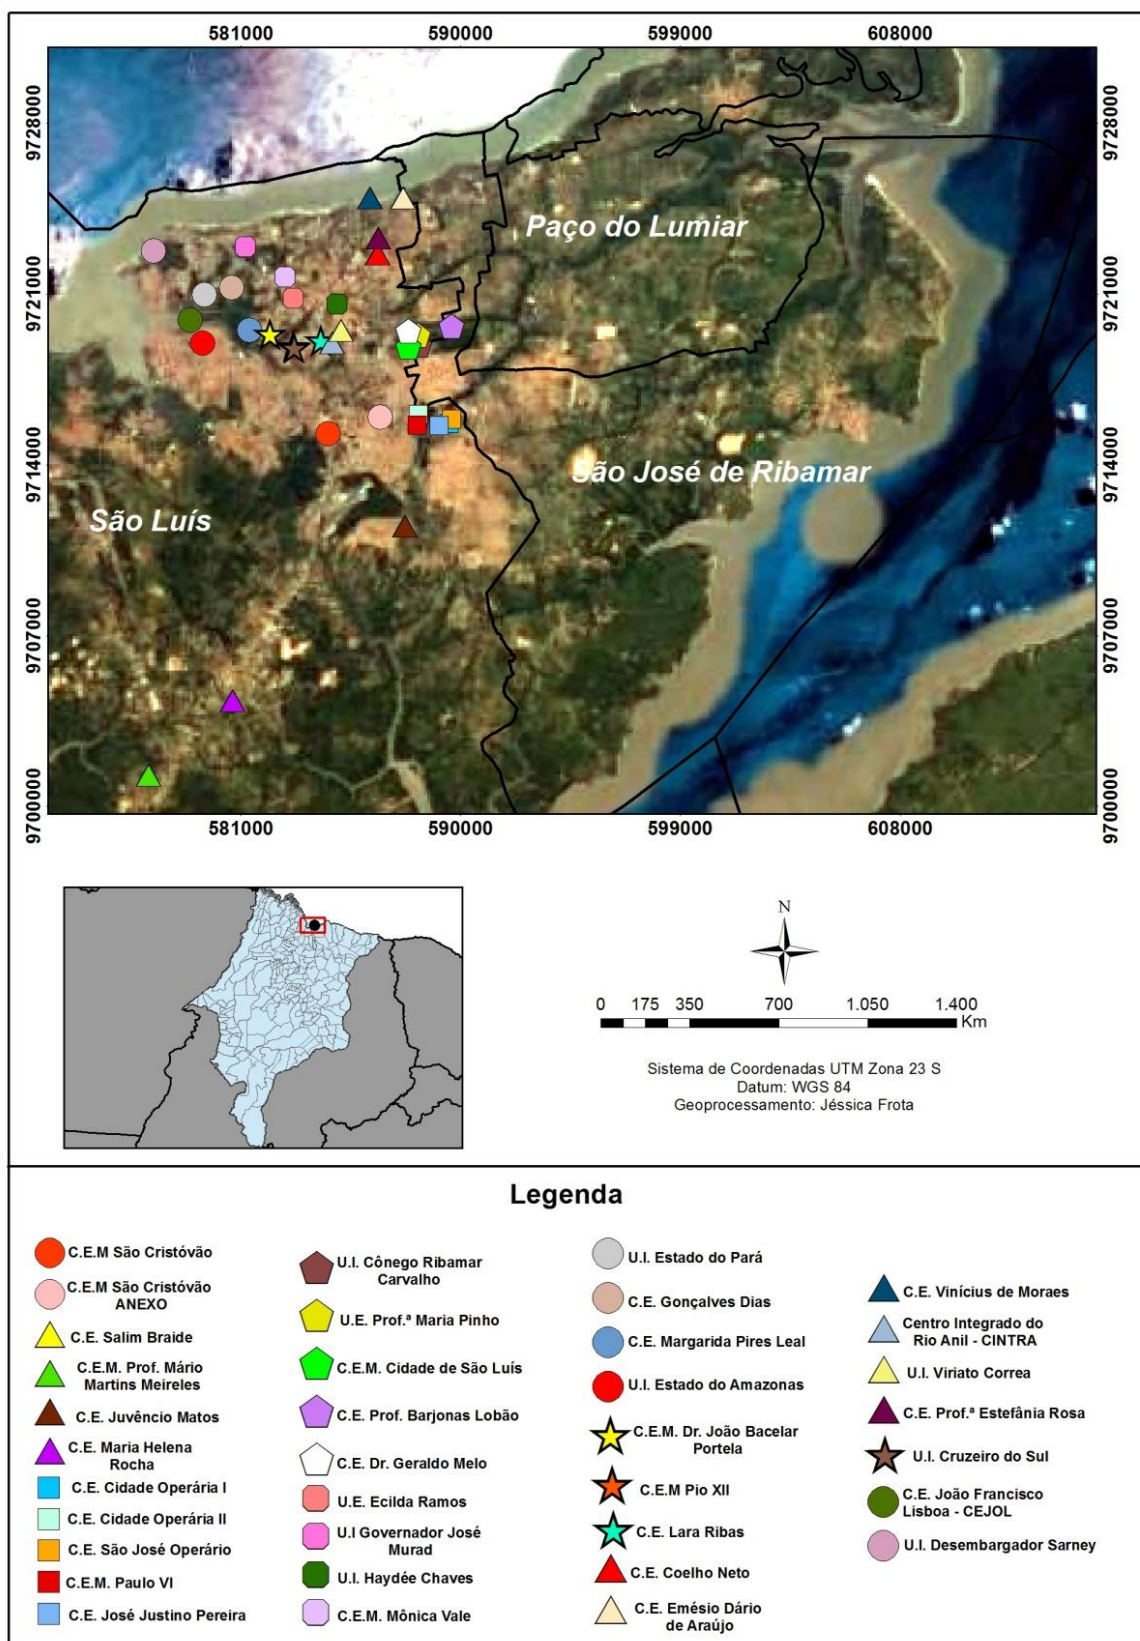 581000 590000 599000 608000
9728000 9728000
Paço do Lumiar
9721000 9721000
9714000 9714000
São José de Ribamar
São Luís
9707000 9707000
9700000 9700000
581000 590000 599000 608000
N
0 175 350 700 1.050 1.400
Km
Sistema de Coordenadas UTM Zona 23 S
Datum: WGS 84
Geoprocessamento: Jéssica Frota
Legenda
C.E.M São Cristóvão
C.E.M São Cristóvão
ANEXO
C.E. Salim Braide
C.E.M. Prof. Mário
Martins Meireles
C.E. Juvêncio Matos
C.E. Maria Helena
Rocha
C.E. Cidade Operária I
C.E. Cidade Operária II
C.E. São José Operário
C.E.M. Paulo VI
C.E. José Justino Pereira
U.I. Cônego Ribamar
Carvalho
U.E. Prof.ª Maria Pinho
C.E.M. Cidade de São Luís
C.E. Prof. Barjonas Lobão
C.E. Dr. Geraldo Melo
U.E. Ecilda Ramos
U.I Governador José
Murad
U.I. Haydée Chaves
C.E.M. Mônica Vale
U.I. Estado do Pará
C.E. Gonçalves Dias
C.E. Margarida Pires Leal
U.I. Estado do Amazonas
C.E.M. Dr. João Bacelar
Portela
C.E.M Pio XII
C.E. Lara Ribas
C.E. Coelho Neto
C.E. Emésio Dário
de Araújo
C.E. Vinícius de Moraes
Centro Integrado do
Rio Anil - CINTRA
U.I. Viriato Correa
C.E. Prof.ª Estefânia Rosa
U.I. Cruzeiro do Sul
C.E. João Francisco
Lisboa - CEJOL
U.I. Desembargador Sarney